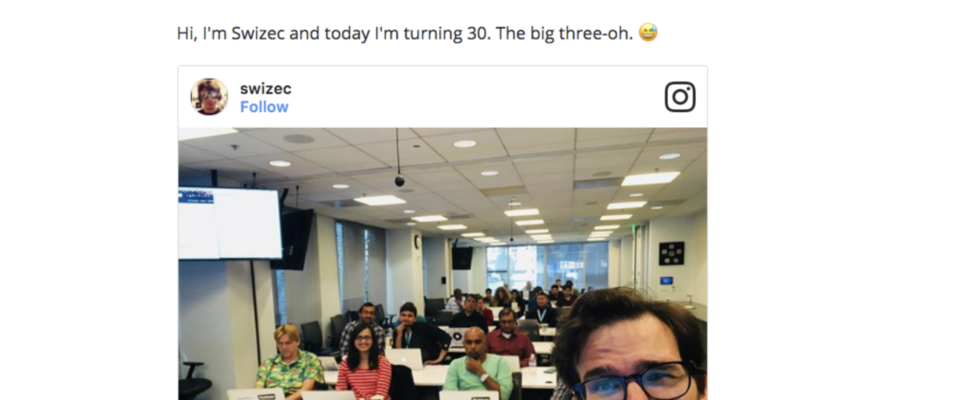 Hi, I'm Swizec and today I'm turning 30. The big three-oh. 😅
swizec
Follow